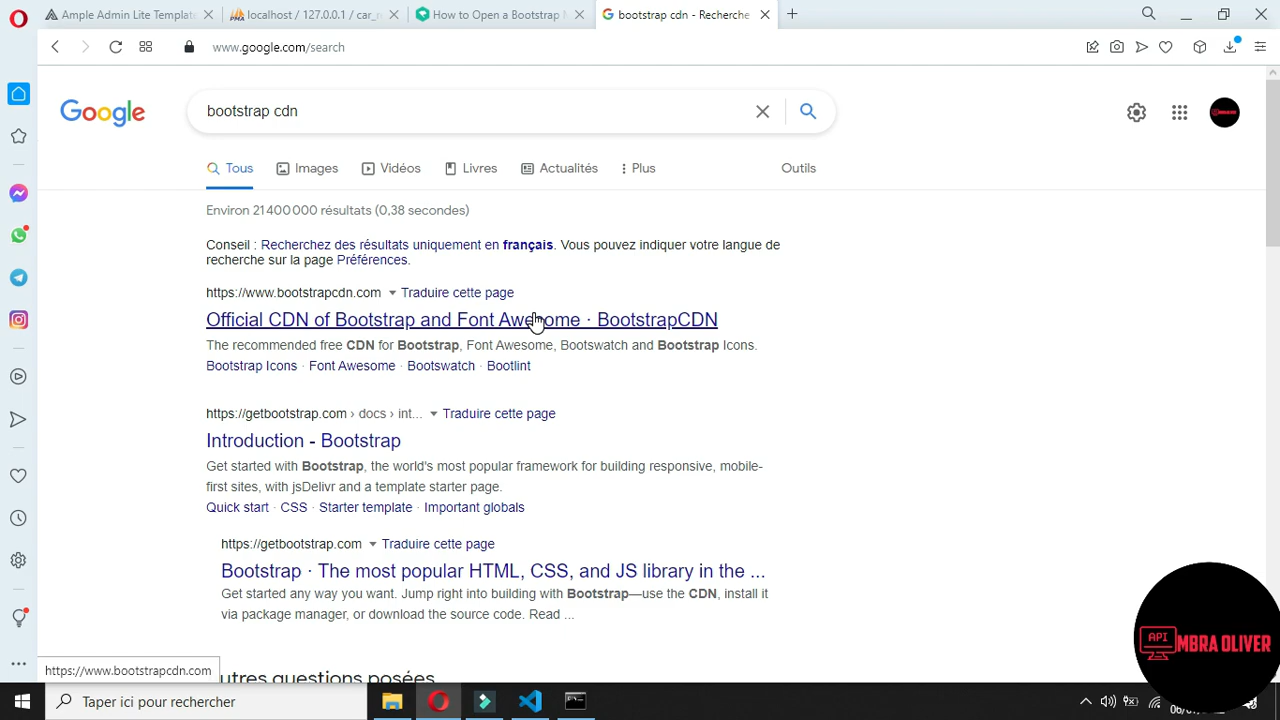 Ample Admin Lite Templat
localhost / 127.0.0.1 / car_r
How to Open a Bootstrap M
bootstrap cdn - Recherche
www.google.com/search
Google
bootstrap cdn
Tous
Images
Vidéos
Livres
Actualités
Plus
Outils
Environ 21 400 000 résultats (0,38 secondes)
Conseil : Recherchez des résultats uniquement en français. Vous pouvez indiquer votre langue de
recherche sur la page Préférences.
https://www.bootstrapcdn.com Traduire cette page
Official CDN of Bootstrap and Font Awesome · BootstrapCDN
The recommended free CDN for Bootstrap, Font Awesome, Bootswatch and Bootstrap Icons.
Bootstrap Icons · Font Awesome · Bootswatch · Bootlint
https://getbootstrap.com › docs › int... Traduire cette page
Introduction - Bootstrap
Get started with Bootstrap, the world's most popular framework for building responsive, mobile-
first sites, with jsDelivr and a template starter page.
Quick start · CSS · Starter template · Important globals
https://getbootstrap.com Traduire cette page
Bootstrap · The most popular HTML, CSS, and JS library in the ...
Get started any way you want. Jump right into building with Bootstrap—use the CDN, install it
via package manager, or download the source code. Read ...
API
MBRA OLIVER
https://www.bootstrapcdn.com
utres questions posées
Taper ici pour rechercher